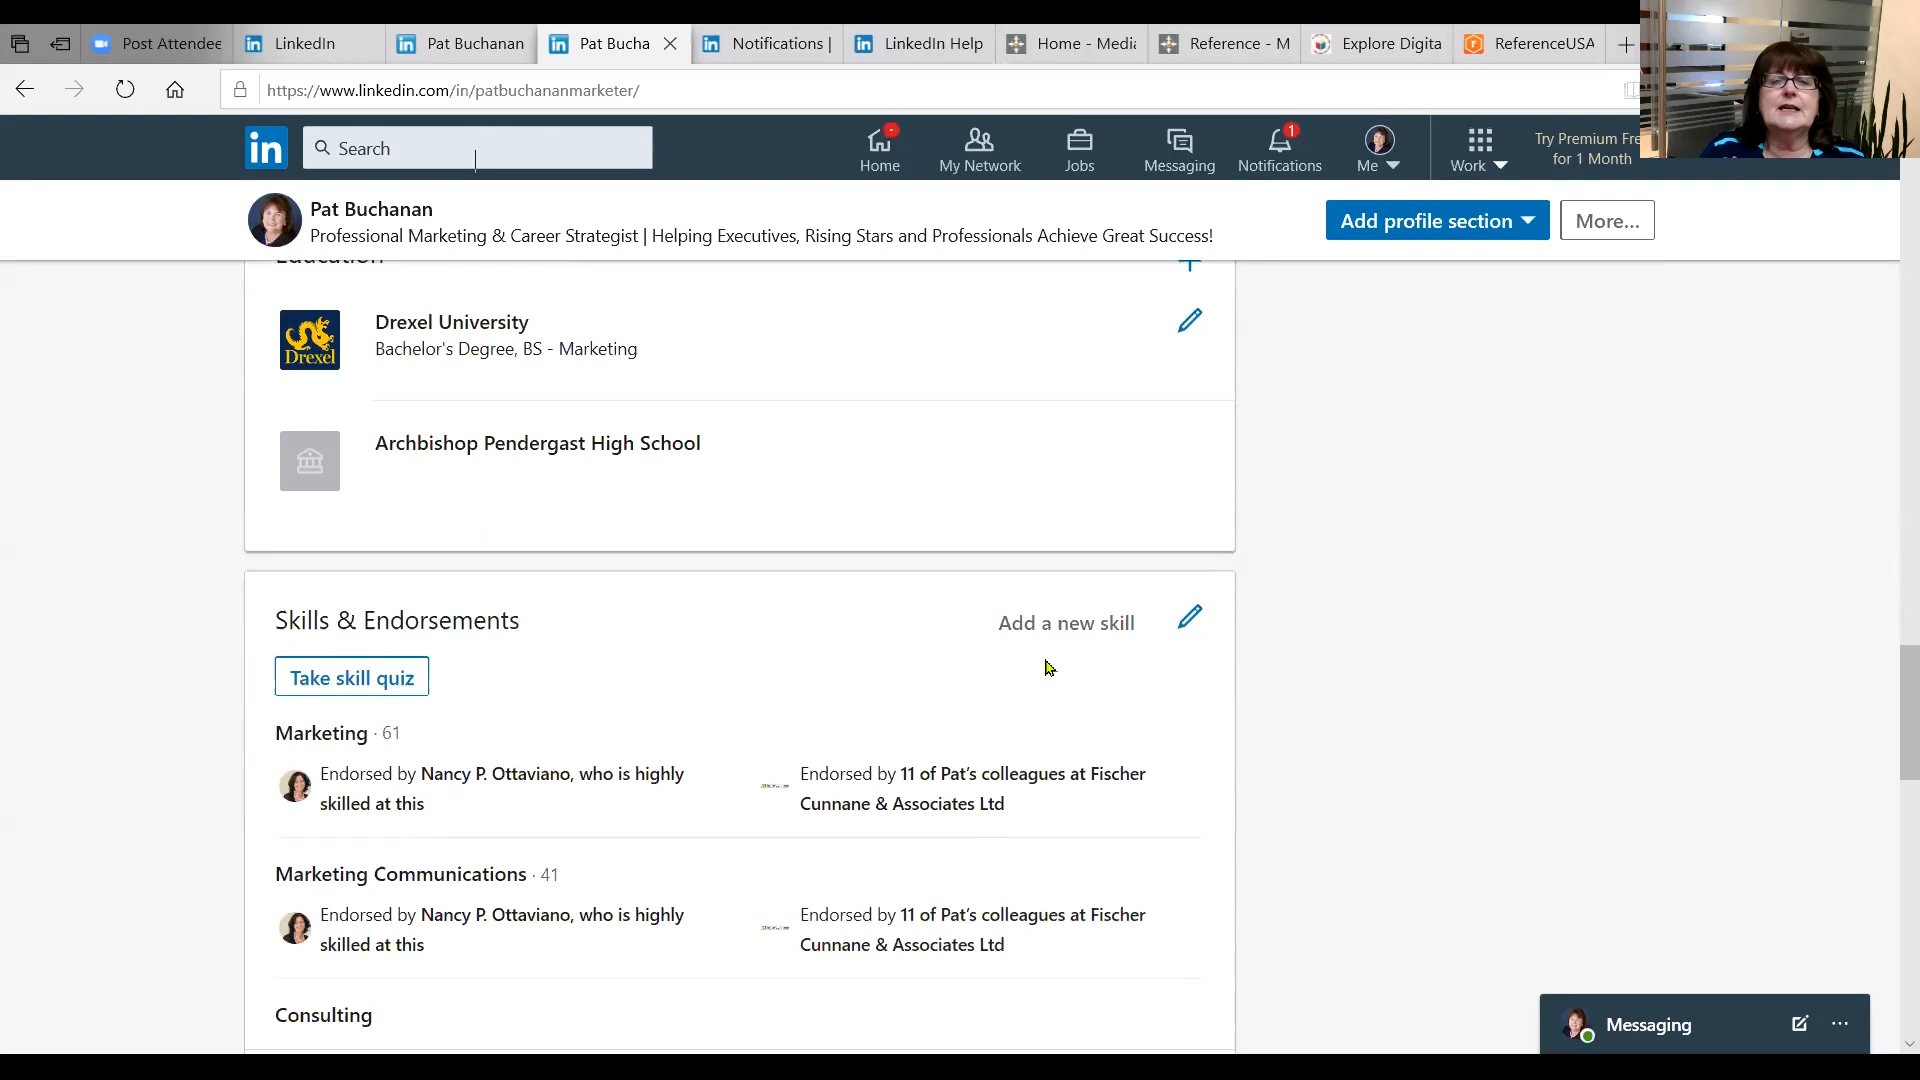 Post Attendee
LinkedIn
Pat Buchanan
Pat Bucha
Notifications |
LinkedIn Help
Home - Media
Reference - M
Explore Digita
ReferenceUSA
https://www.linkedin.com/in/patbuchananmarketer/
in
Search
Home
My Network
Jobs
Messaging
1
Notifications
Me
Work
Try Premium Fre
for 1 Month
Pat Buchanan
Professional Marketing & Career Strategist | Helping Executives, Rising Stars and Professionals Achieve Great Success!
Add profile section
More...
Education
Drexel
Drexel University
Bachelor's Degree, BS - Marketing
Archbishop Pendergast High School
Skills & Endorsements
Add a new skill
Take skill quiz
Marketing · 61
Endorsed by Nancy P. Ottaviano, who is highly
skilled at this
Endorsed by 11 of Pat's colleagues at Fischer
Cunnane & Associates Ltd
Marketing Communications · 41
Endorsed by Nancy P. Ottaviano, who is highly
skilled at this
Endorsed by 11 of Pat's colleagues at Fischer
Cunnane & Associates Ltd
Consulting
Messaging